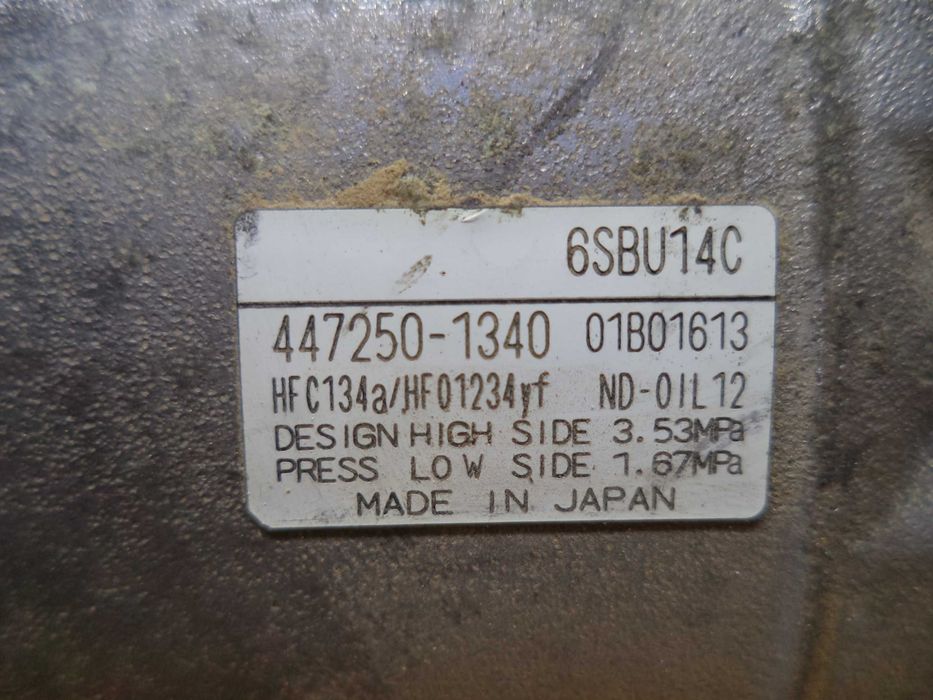 6SBU14C
447250-1340 01B01613
HFC134a/HFO1234yf ND-OIL12
DESIGN HIGH SIDE 3.53MPa
PRESS LOW SIDE 1.67MPa
MADE IN JAPAN